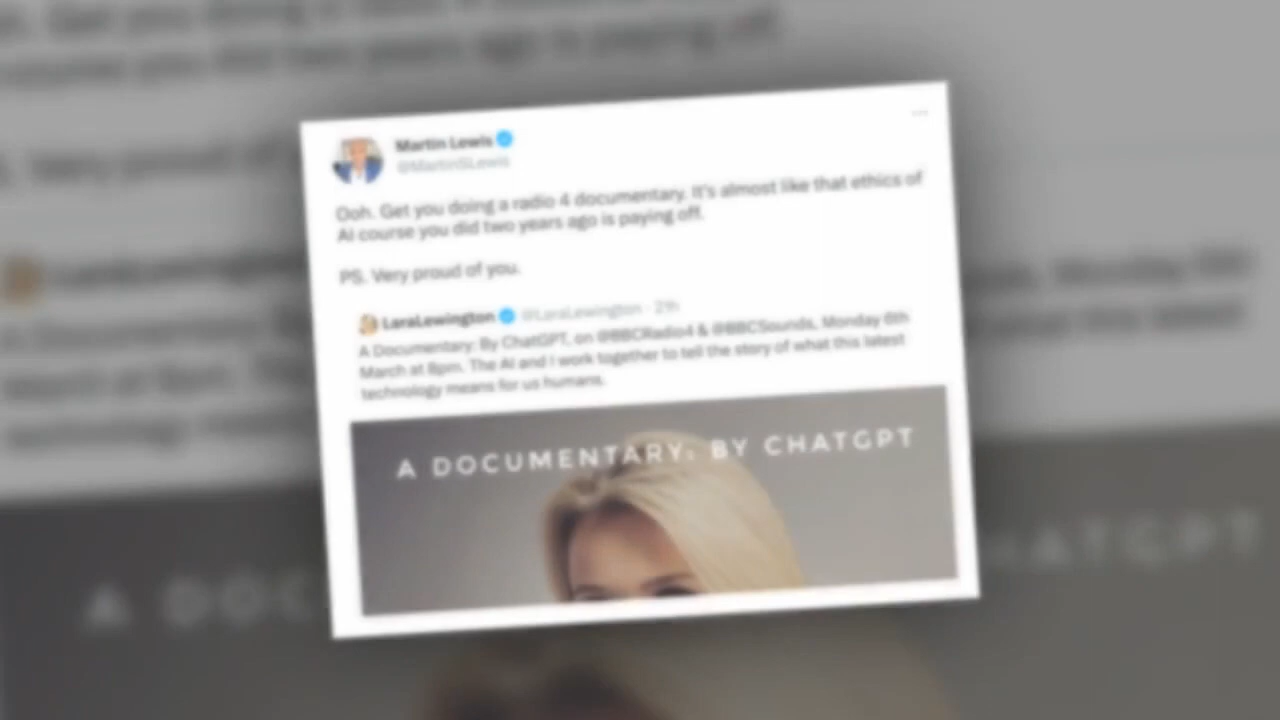 Martin Lewis
@MartinSLewis
Ooh. Get you doing a radio 4 documentary. It's almost like that ethics of
AI course you did two years ago is paying off.
PS. Very proud of you.
LaraLewington @LaraLewington · 21h
A Documentary: By ChatGPT, on @BBCRadio4 & @BBCSounds, Monday 6th
March at 8pm. The AI and I work together to tell the story of what this latest
technology means for us humans.
A DOCUMENTARY: BY CHATGPT